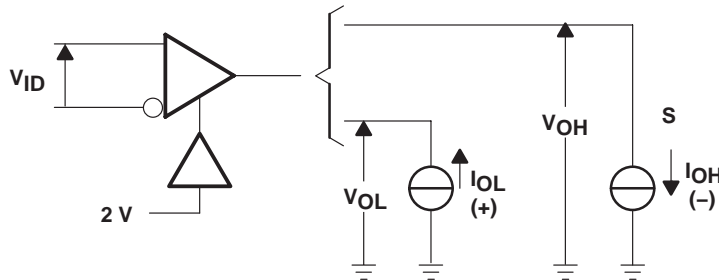 VID
2 V
VOL
IOL
(+)
VOH
S
IOH
(–)